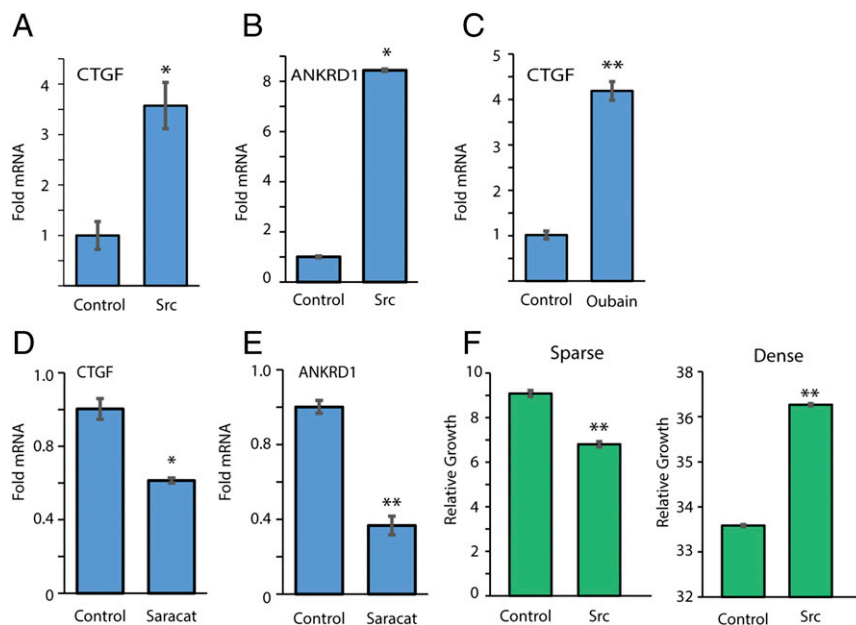 A
CTGF
*
Fold mRNA
4
3
2
1
Control Src
B
ANKRD1
*
Fold mRNA
8
6
4
2
0
Control Src
C
CTGF
**
Fold mRNA
5
4
3
2
1
Control Oubain
D
CTGF
*
Fold mRNA
1.0
0.8
0.4
0
Control Saracat
E
ANKRD1
**
Fold mRNA
1.0
0.8
0.4
0
Control Saracat
F
Sparse
**
Relative Growth
10
8
6
4
2
0
Control Src
Dense
**
Relative Growth
38
36
35
33
32
Control Src